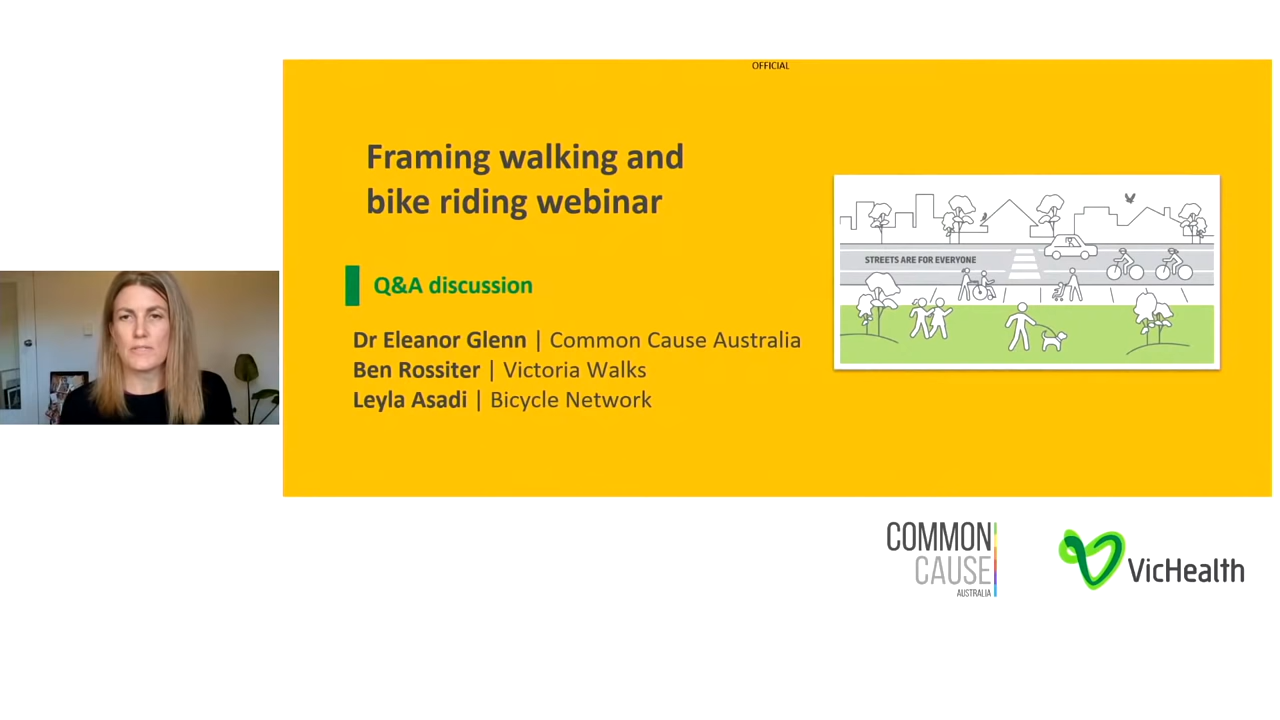 OFFICIAL
Framing walking and
bike riding webinar
Q&A discussion
Dr Eleanor Glenn | Common Cause Australia
Ben Rossiter | Victoria Walks
Leyla Asadi | Bicycle Network
STREETS ARE FOR EVERYONE
COMMON
CAUSE
AUSTRALIA
VicHealth